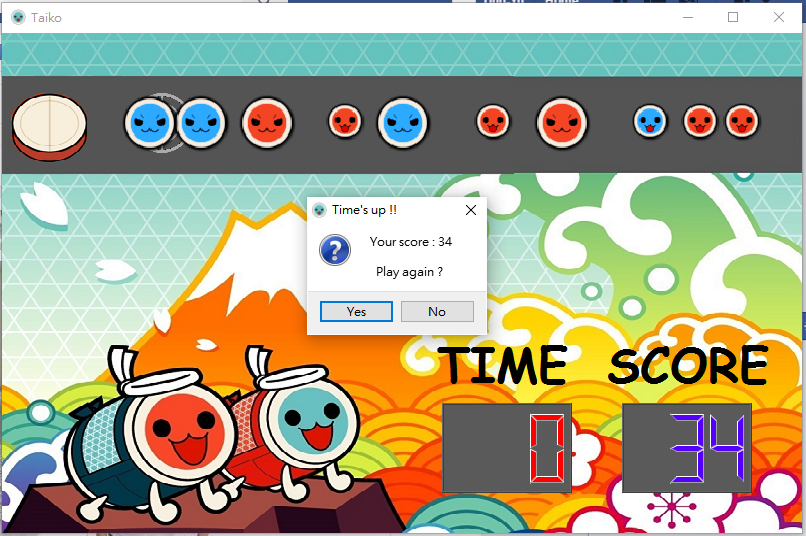 Taiko
Time's up !!
Your score : 34
Play again ?
Yes
No
TIME
SCORE
0
34